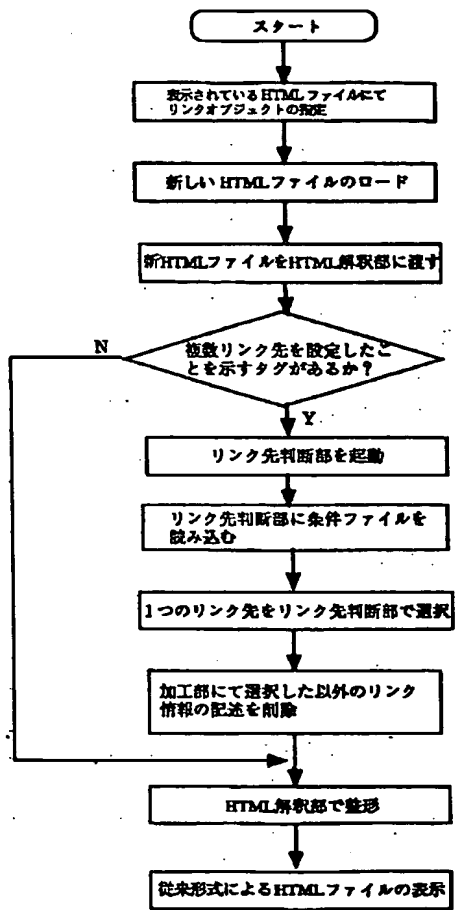 スタート
表示されているHTMLファイルにて
リンクオブジェクトの指定
新しいHTMLファイルのロード
新HTMLファイルをHTML解釈部に渡す
複数リンク先を設定したこ
とを示すタグがあるか?
N
Y
リンク先判断部を起動
リンク先判断部に条件ファイルを
読み込む
1つのリンク先をリンク先判断部で選択
加工部にて選択した以外のリンク
情報の記述を削除
HTML解釈部で整形
従来形式によるHTMLファイルの表示